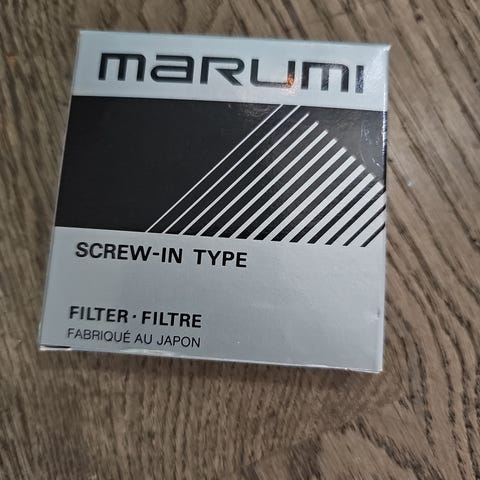 marumi
SCREW-IN TYPE
FILTER · FILTRE
FABRIQUÉ AU JAPON